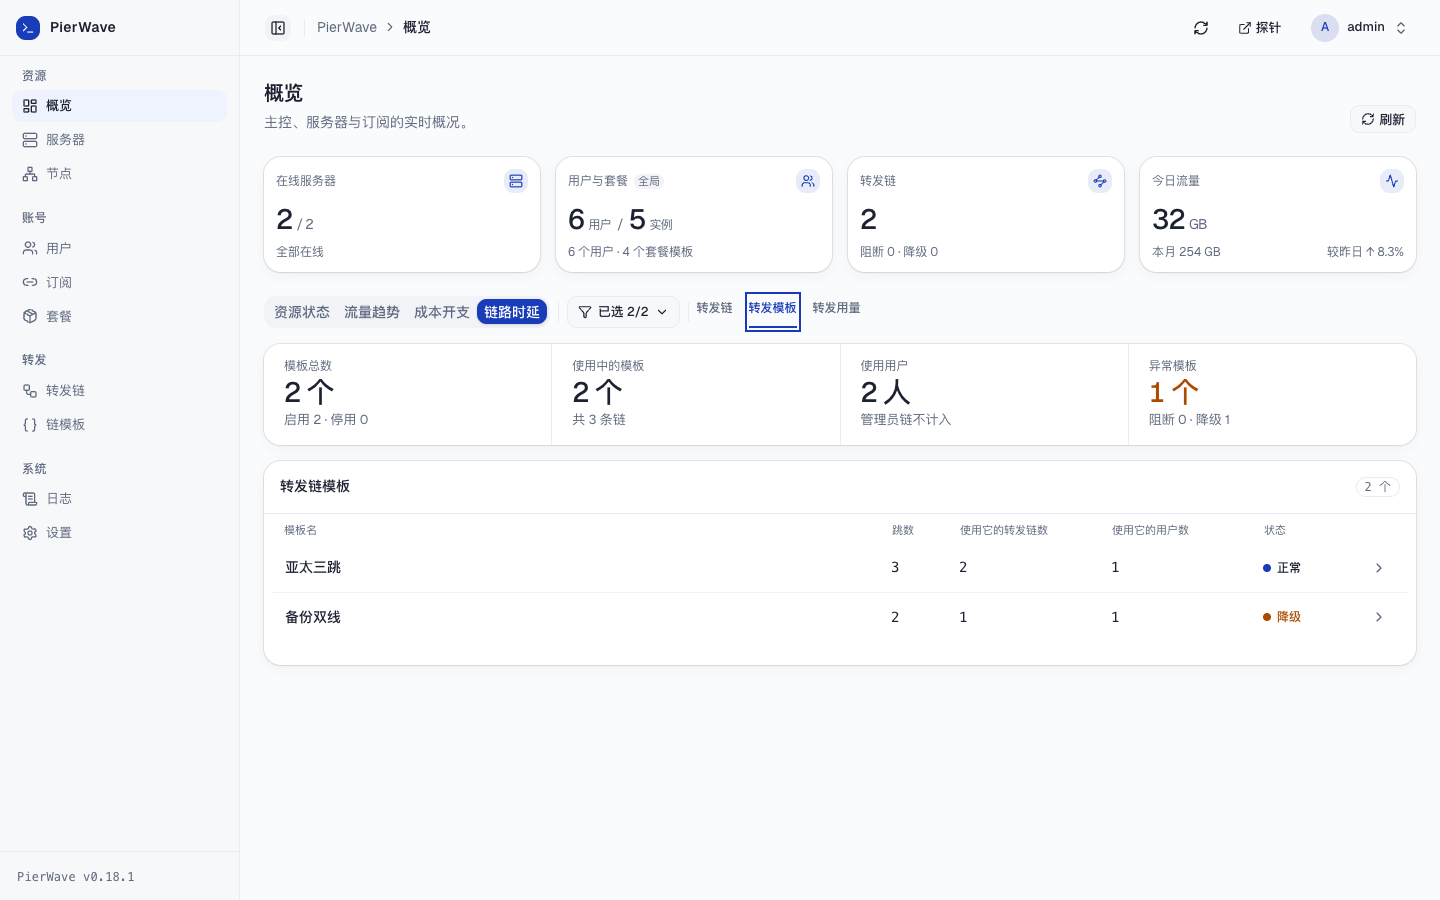 PierWave
PierWave > 概览
探针
A admin
资源
概览
服务器
节点
账号
用户
订阅
套餐
转发
转发链
链模板
系统
日志
设置
PierWave v0.18.1
概览
主控、服务器与订阅的实时概况。
刷新
在线服务器
2 / 2
全部在线
用户与套餐 全局
6 用户 / 5 实例
6 个用户 · 4 个套餐模板
转发链
2
阻断 0 · 降级 0
今日流量
32 GB
本月 254 GB 较昨日 ↑ 8.3%
资源状态 流量趋势 成本开支 链路时延 已选 2/2 转发链 转发模板 转发用量
模板总数
2 个
启用 2 · 停用 0
使用中的模板
2 个
共 3 条链
使用用户
2 人
管理员链不计入
异常模板
1 个
阻断 0 · 降级 1
转发链模板 2 个
模板名 跳数 使用它的转发链数 使用它的用户数 状态
亚太三跳 3 2 1 正常
备份双线 2 1 1 降级